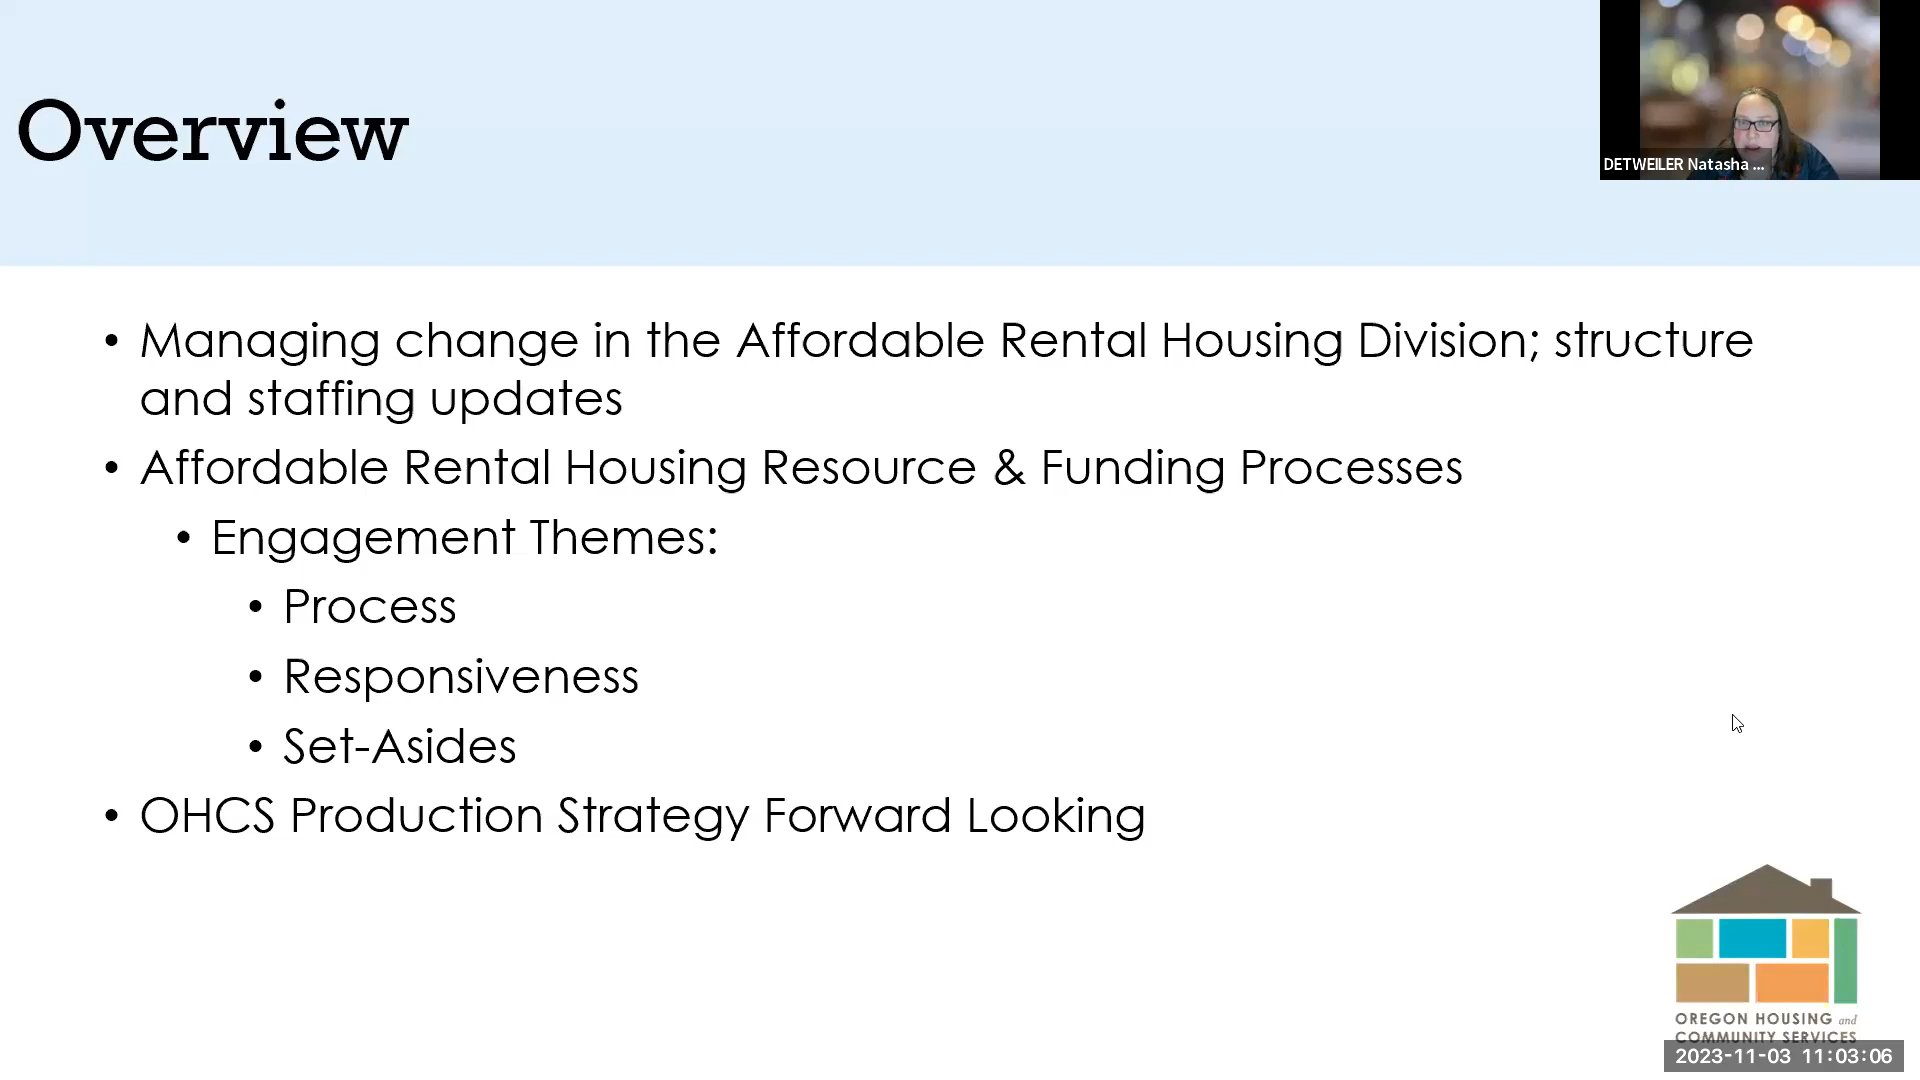 Overview
DETWEILER Natasha ...
• Managing change in the Affordable Rental Housing Division; structure
and staffing updates
• Affordable Rental Housing Resource & Funding Processes
• Engagement Themes:
• Process
• Responsiveness
• Set-Asides
• OHCS Production Strategy Forward Looking
OREGON HOUSING and
COMMUNITY SERVICES
2023-11-03 11:03:06